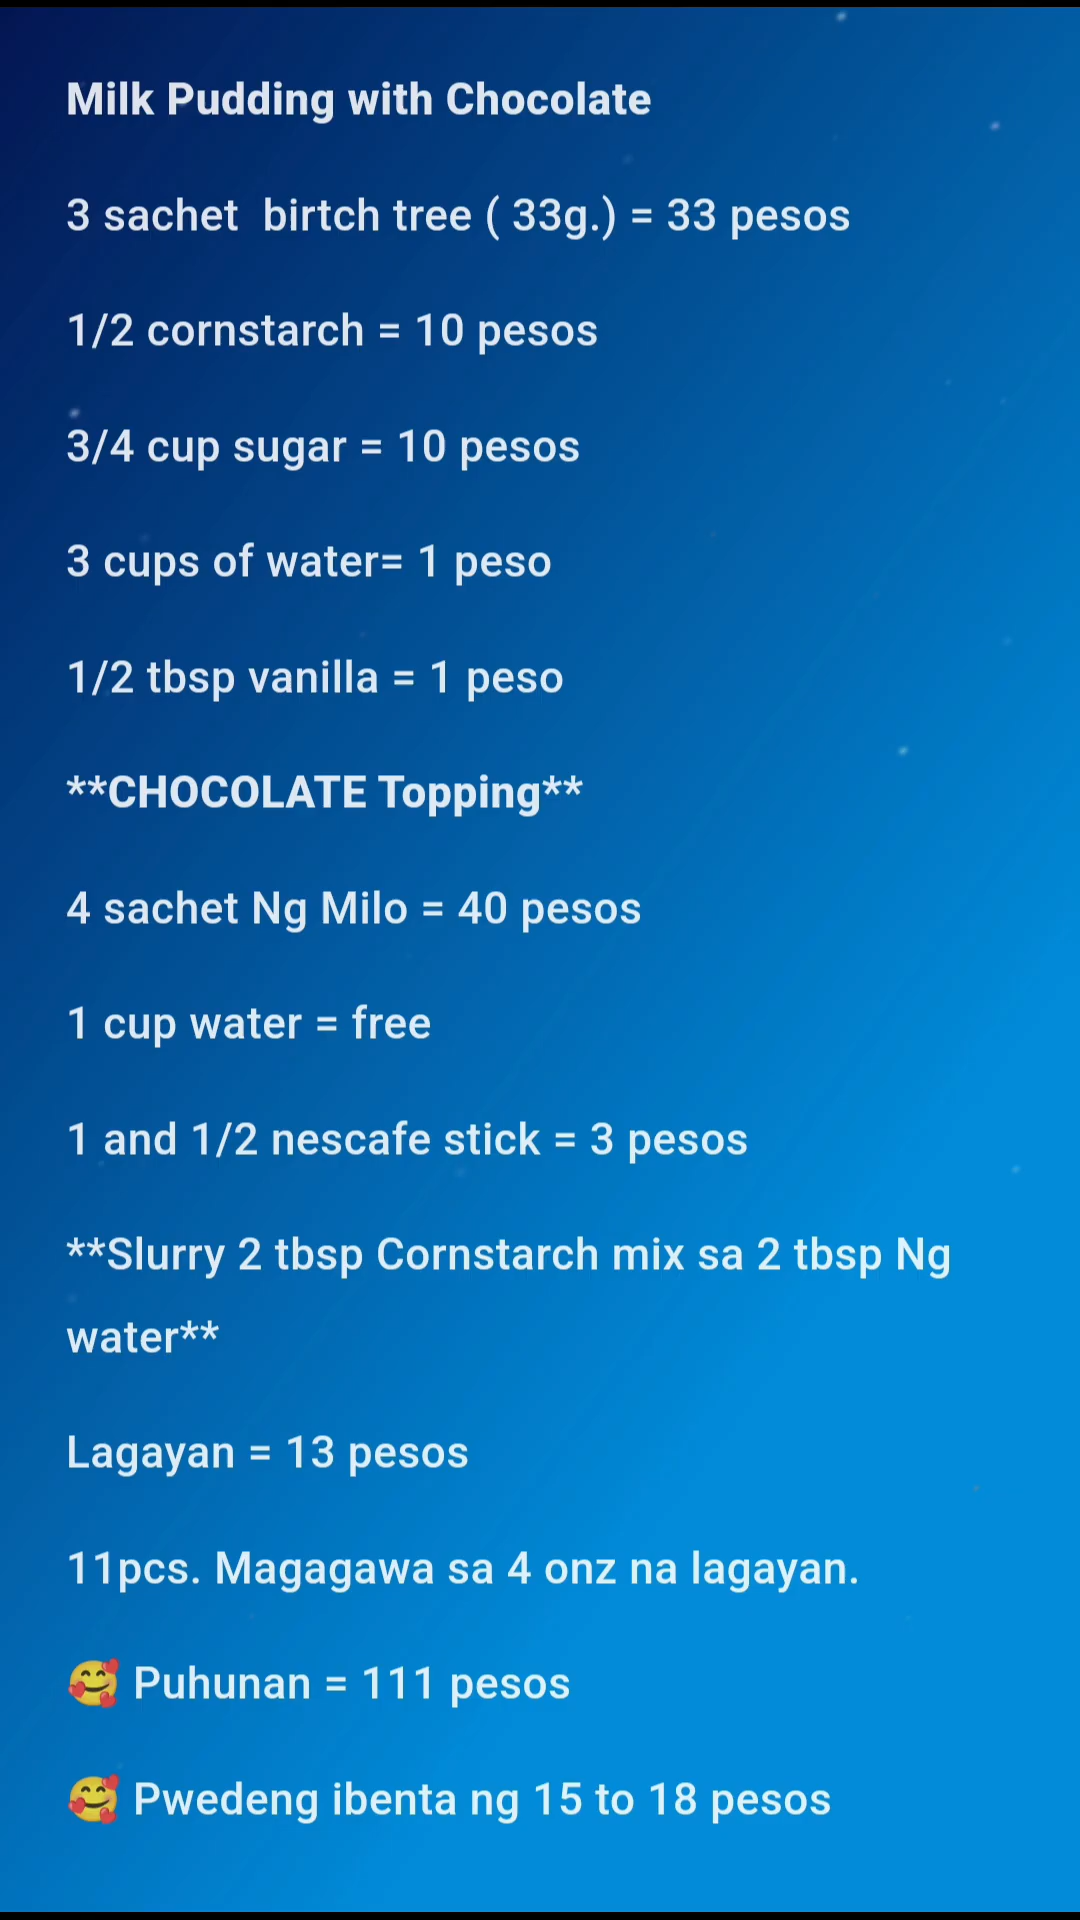 Milk Pudding with Chocolate
3 sachet  birtch tree ( 33g.) = 33 pesos
1/2 cornstarch = 10 pesos
3/4 cup sugar = 10 pesos
3 cups of water= 1 peso
1/2 tbsp vanilla = 1 peso
**CHOCOLATE Topping**
4 sachet Ng Milo = 40 pesos
1 cup water = free
1 and 1/2 nescafe stick = 3 pesos
**Slurry 2 tbsp Cornstarch mix sa 2 tbsp Ng
water**
Lagayan = 13 pesos
11pcs. Magagawa sa 4 onz na lagayan.
🥰 Puhunan = 111 pesos
🥰 Pwedeng ibenta ng 15 to 18 pesos